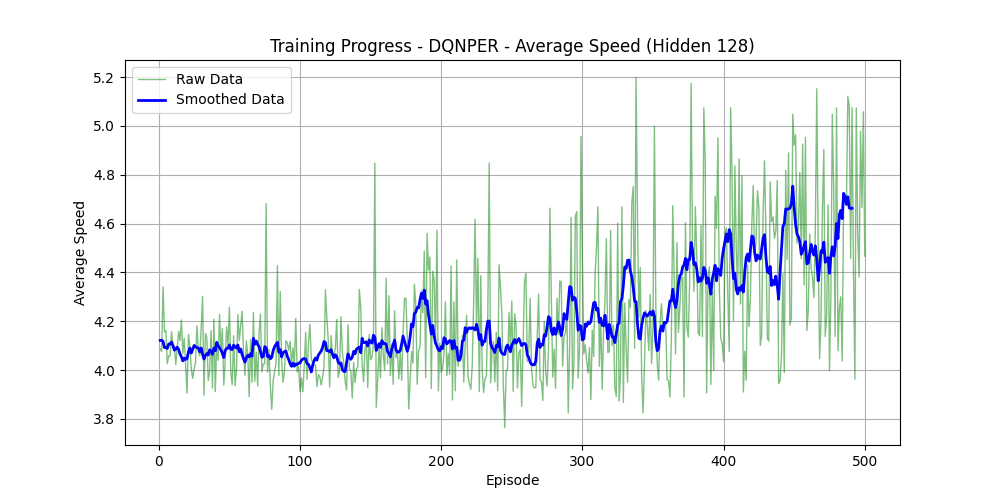 Training Progress - DQNPER - Average Speed (Hidden 128)
Raw Data
Smoothed Data
Average Speed
5.2
5.0
4.8
4.6
4.4
4.2
4.0
3.8
0 100 200 300 400 500
Episode